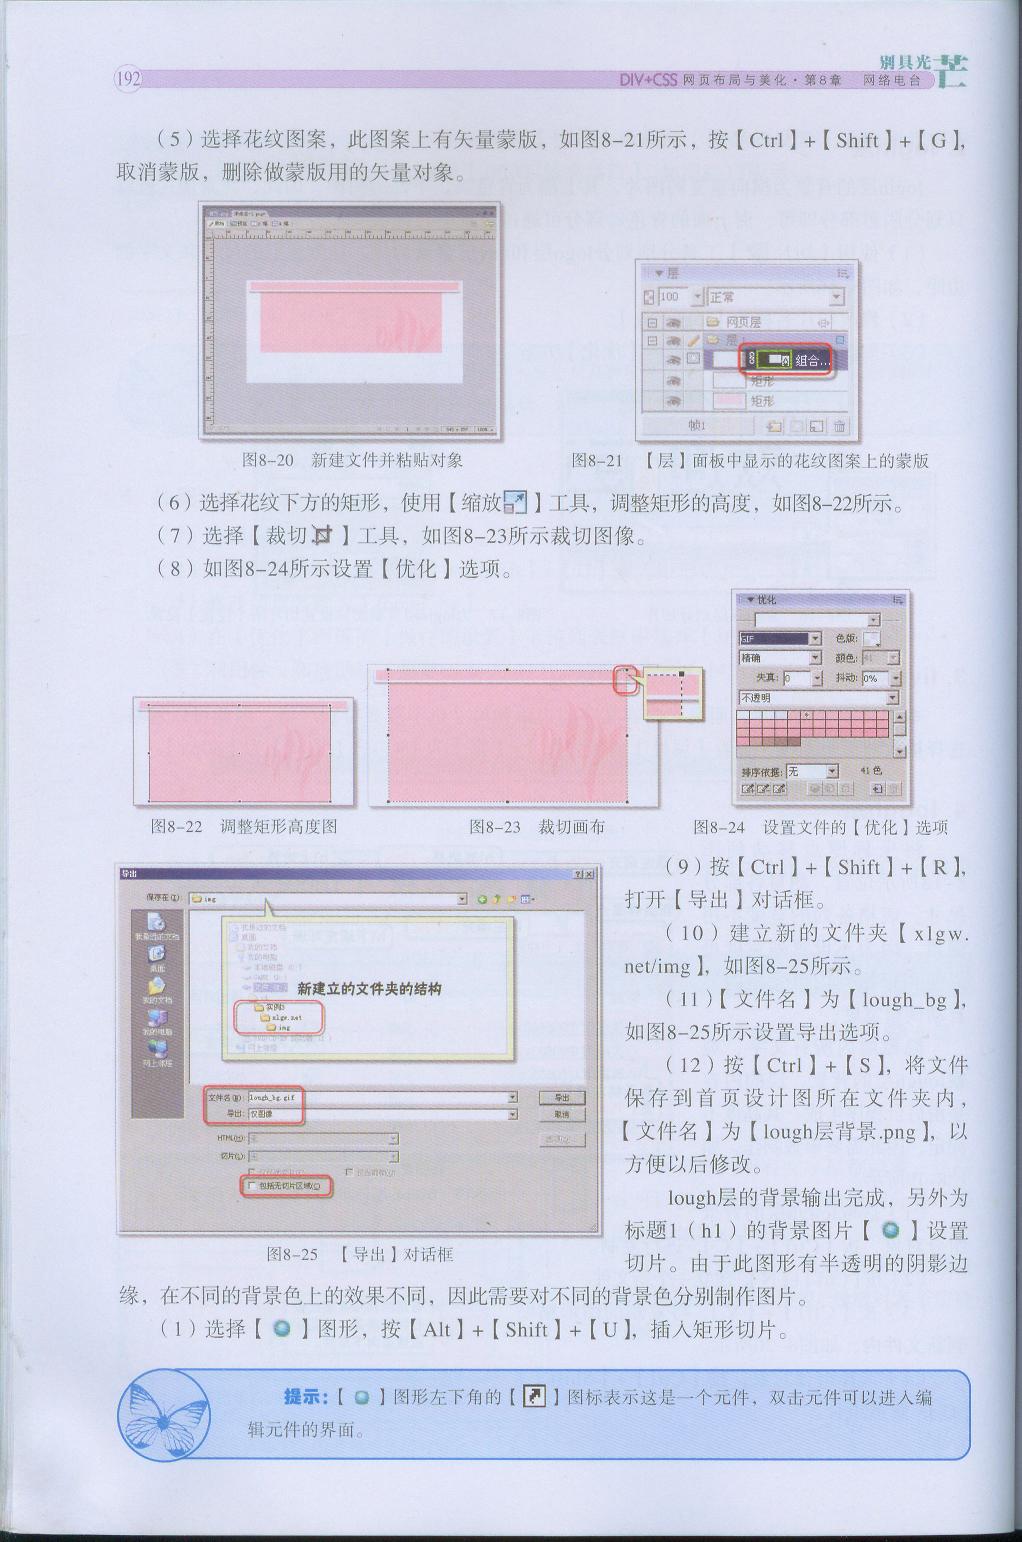 192
别具光芒
DIV+CSS 网页布局与美化·第8章 网络电台
（5）选择花纹图案，此图案上有矢量蒙版，如图8-21所示，按【Ctrl】+【Shift】+【G】，
取消蒙版，删除做蒙版用的矢量对象。
层
100 正常
网页层
层
组合...
矩形
矩形
帧1
图8-20 新建文件并粘贴对象
图8-21 【层】面板中显示的花纹图案上的蒙版
（6）选择花纹下方的矩形，使用【缩放】工具，调整矩形的高度，如图8-22所示。
（7）选择【裁切】工具，如图8-23所示裁切图像。
（8）如图8-24所示设置【优化】选项。
优化
GIF 色版:
精确 颜色: 41
失真: 0 抖动: 0%
不透明
排序依据: 无 41 色
图8-22 调整矩形高度图
图8-23 裁切画布
图8-24 设置文件的【优化】选项
导出
保存在(I): img
我最近的文档
桌面
我的文档
我的电脑
网上邻居
我最近的文档
桌面
我的文档
我的电脑
新建立的文件夹的结构
实例3
xlgw.net
img
网上邻居
文件名(N): lough_bg.gif 导出
导出: 仅图像 取消
HTML(H):
切片(L):
包括无切片区域(C)
图8-25 【导出】对话框
（9）按【Ctrl】+【Shift】+【R】，
打开【导出】对话框。
（10）建立新的文件夹【xlgw.
net/img】，如图8-25所示。
（11）【文件名】为【lough_bg】，
如图8-25所示设置导出选项。
（12）按【Ctrl】+【S】，将文件
保存到首页设计图所在文件夹内，
【文件名】为【lough层背景.png】，以
方便以后修改。
lough层的背景输出完成，另外为
标题1（h1）的背景图片【】设置
切片。由于此图形有半透明的阴影边
缘，在不同的背景色上的效果不同，因此需要对不同的背景色分别制作图片。
（1）选择【】图形，按【Alt】+【Shift】+【U】，插入矩形切片。
提示：【】图形左下角的【】图标表示这是一个元件，双击元件可以进入编
辑元件的界面。